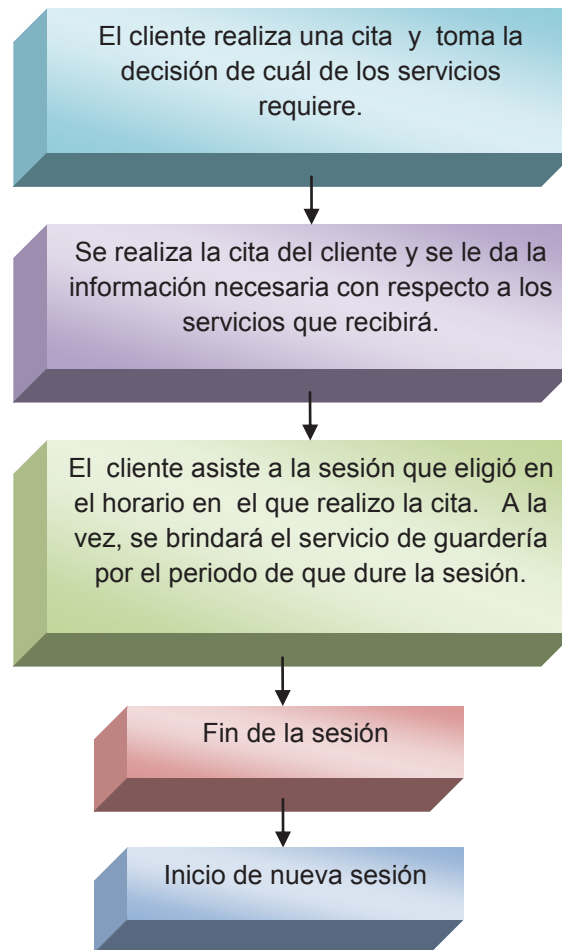 El cliente realiza una cita y toma la
decisión de cuál de los servicios
requiere.
Se realiza la cita del cliente y se le da la
información necesaria con respecto a los
servicios que recibirá.
El cliente asiste a la sesión que eligió en
el horario en el que realizo la cita. A la
vez, se brindará el servicio de guardería
por el periodo de que dure la sesión.
Fin de la sesión
Inicio de nueva sesión